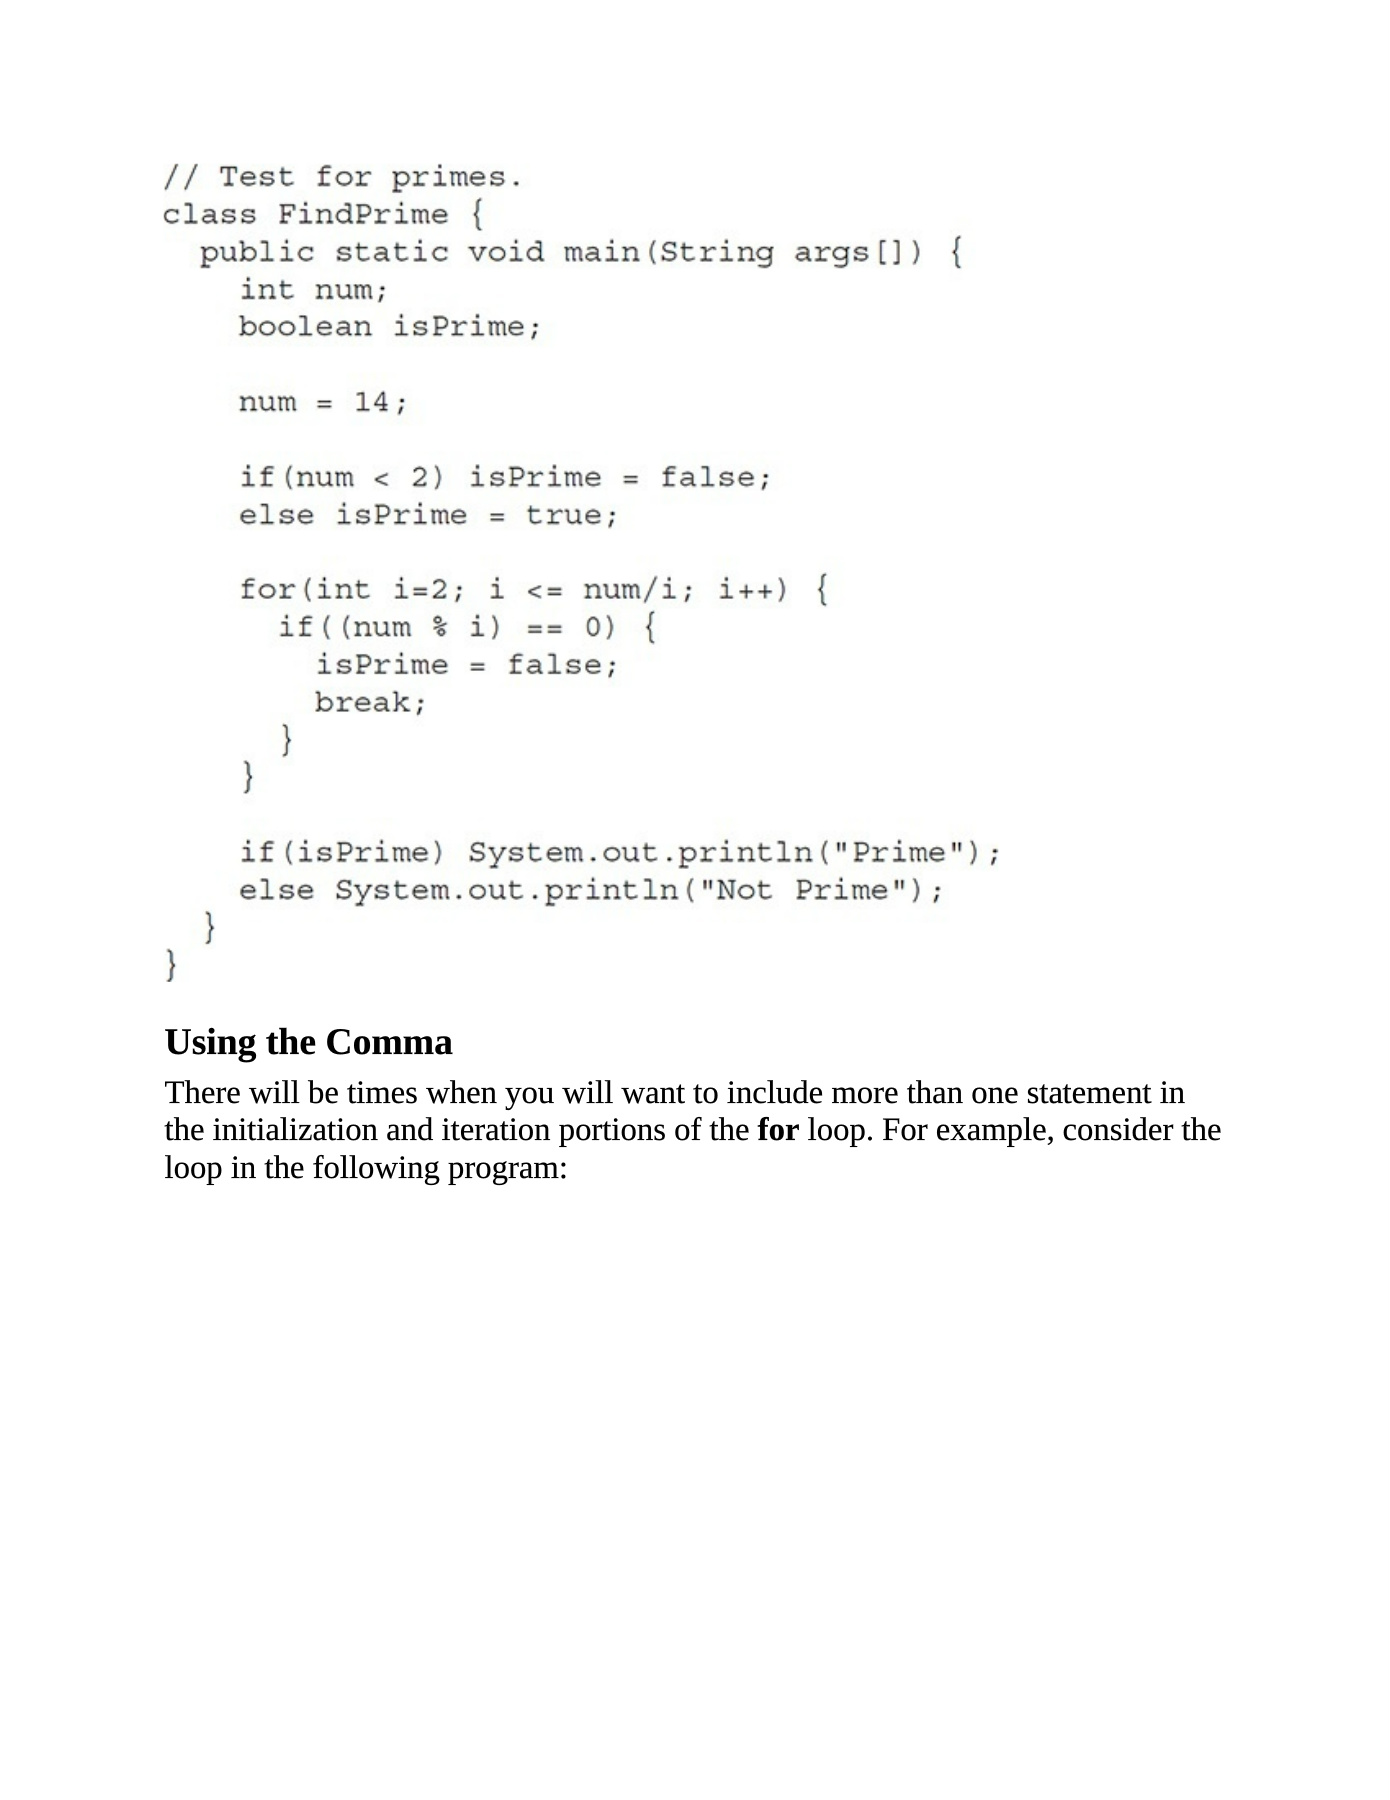 // Test for primes.
class FindPrime {
  public static void main(String args[]) {
    int num;
    boolean isPrime;

    num = 14;

    if(num < 2) isPrime = false;
    else isPrime = true;

    for(int i=2; i <= num/i; i++) {
      if((num % i) == 0) {
        isPrime = false;
        break;
      }
    }

    if(isPrime) System.out.println("Prime");
    else System.out.println("Not Prime");
  }
}
Using the Comma
There will be times when you will want to include more than one statement in
the initialization and iteration portions of the for loop. For example, consider the
loop in the following program: